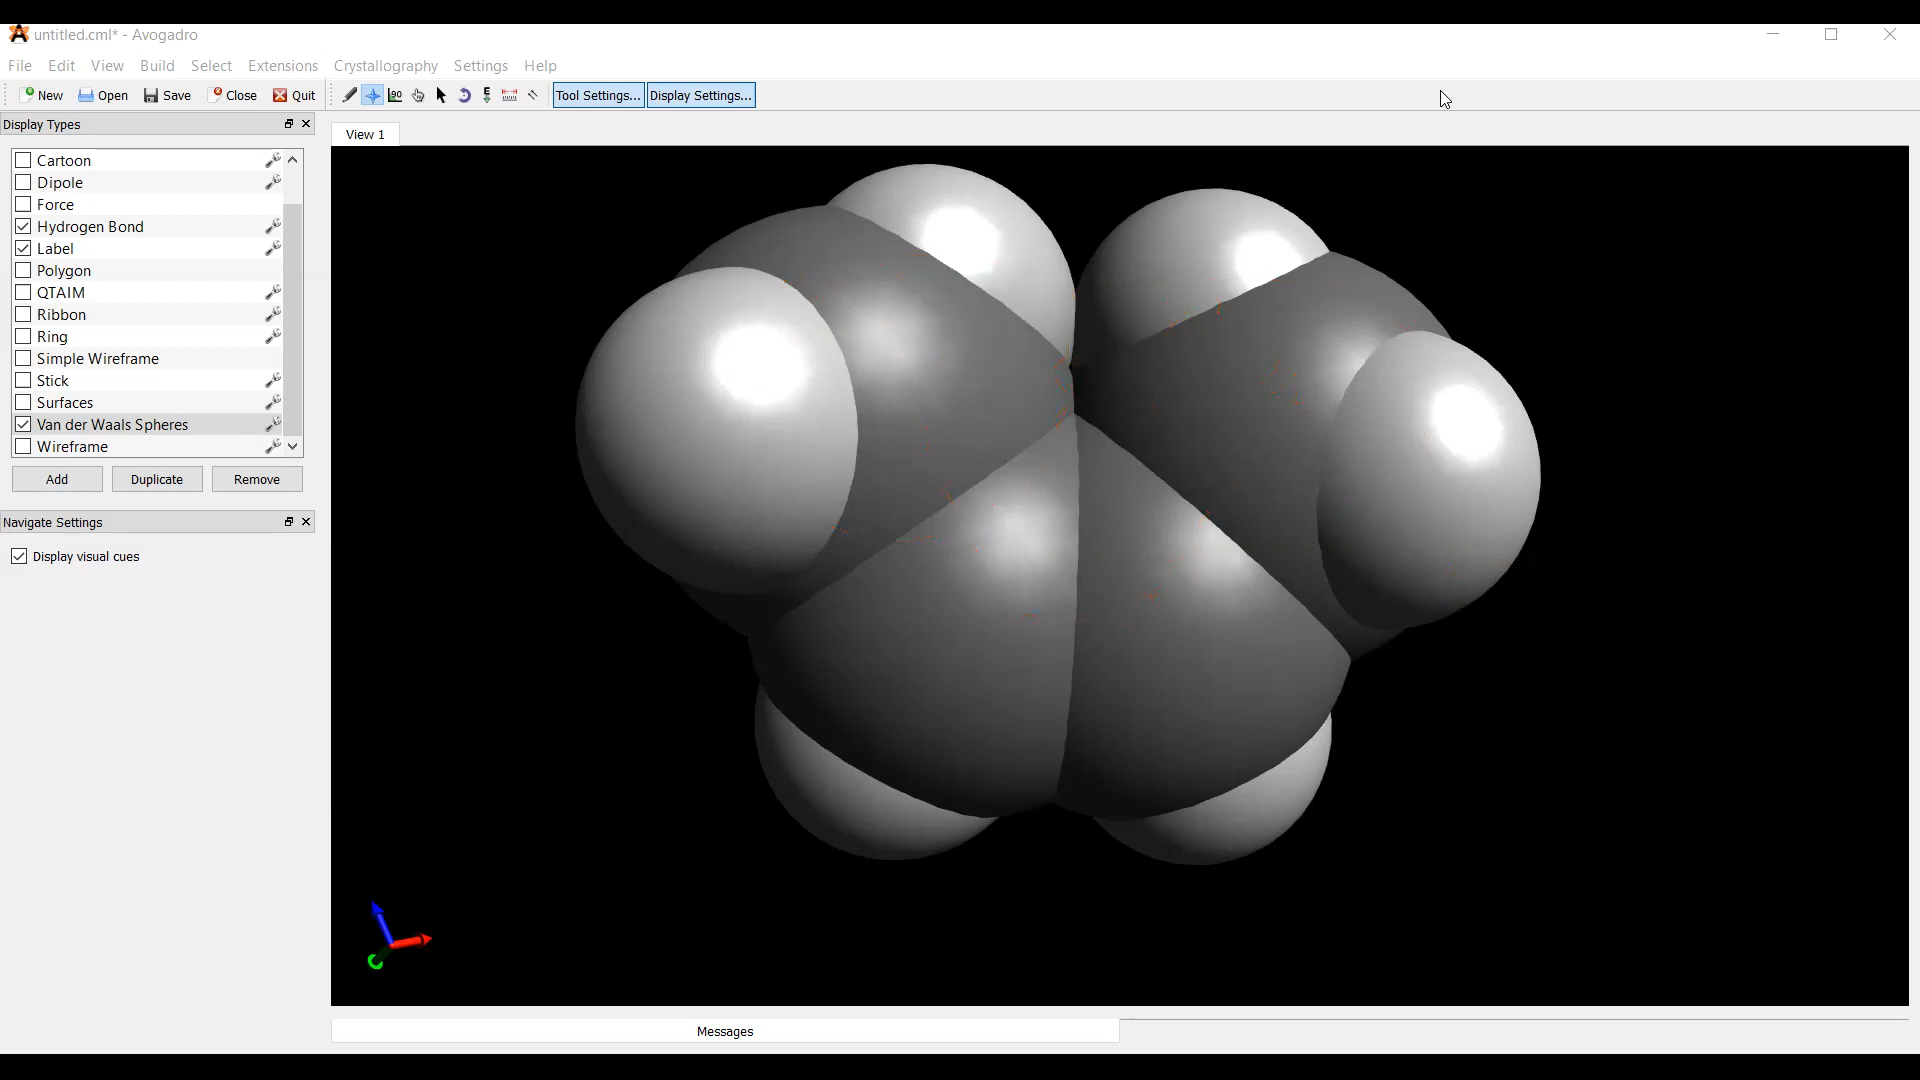 untitled.cml* - Avogadro
File Edit View Build Select Extensions Crystallography Settings Help
New Open Save Close Quit Tool Settings... Display Settings...
Display Types
View 1
Cartoon
Dipole
Force
Hydrogen Bond
Label
Polygon
QTAIM
Ribbon
Ring
Simple Wireframe
Stick
Surfaces
Van der Waals Spheres
Wireframe
Add Duplicate Remove
Navigate Settings
Display visual cues
Messages